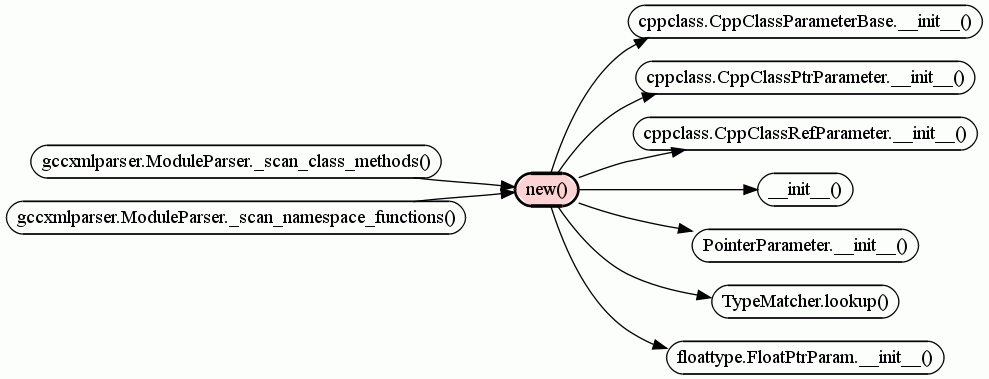 cppclass.CppClassParameterBase.__init__()
cppclass.CppClassPtrParameter.__init__()
cppclass.CppClassRefParameter.__init__()
gccxmlparser.ModuleParser._scan_class_methods()
new()
__init__()
gccxmlparser.ModuleParser._scan_namespace_functions()
PointerParameter.__init__()
TypeMatcher.lookup()
floattype.FloatPtrParam.__init__()